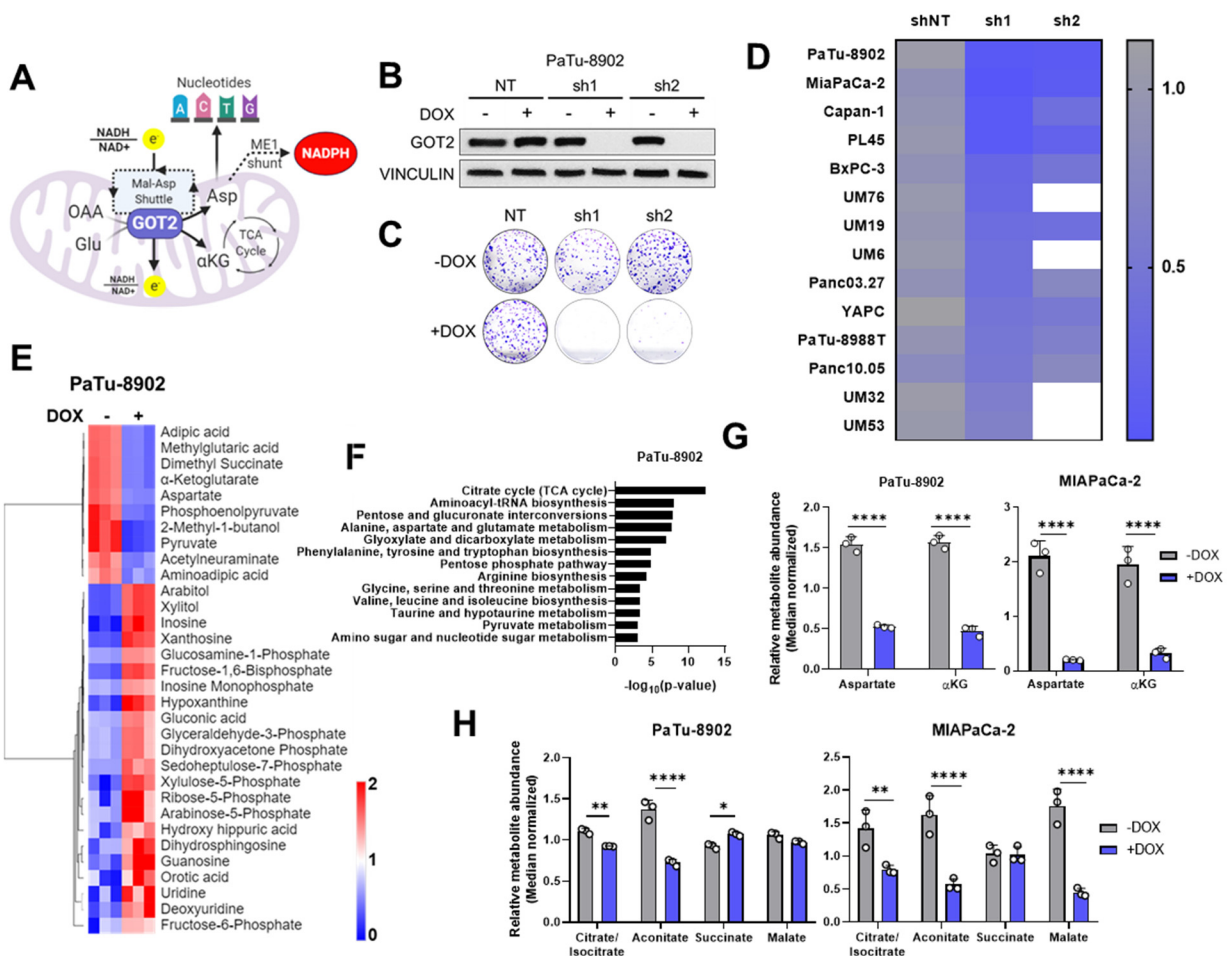 A
Nucleotides
A C T G
NADH
NAD+
e-
ME1
shunt
NADPH
Mal-Asp
Shuttle
Asp
OAA
GOT2
Glu
αKG
TCA
Cycle
NADH
NAD+
e-
B
PaTu-8902
NT sh1 sh2
DOX - + - + - +
GOT2
VINCULIN
C
NT sh1 sh2
-DOX
+DOX
D
shNT sh1 sh2
PaTu-8902
MiaPaCa-2
Capan-1
PL45
BxPC-3
UM76
UM19
UM6
Panc03.27
YAPC
PaTu-8988T
Panc10.05
UM32
UM53
1.0
0.5
E
PaTu-8902
DOX - +
Adipic acid
Methylglutaric acid
Dimethyl Succinate
α-Ketoglutarate
Aspartate
Phosphoenolpyruvate
2-Methyl-1-butanol
Pyruvate
Acetylneuraminate
Aminoadipic acid
Arabitol
Xylitol
Inosine
Xanthosine
Glucosamine-1-Phosphate
Fructose-1,6-Bisphosphate
Inosine Monophosphate
Hypoxanthine
Gluconic acid
Glyceraldehyde-3-Phosphate
Dihydroxyacetone Phosphate
Sedoheptulose-7-Phosphate
Xylulose-5-Phosphate
Ribose-5-Phosphate
Arabinose-5-Phosphate
Hydroxy hippuric acid
Dihydrosphingosine
Guanosine
Orotic acid
Uridine
Deoxyuridine
Fructose-6-Phosphate
2
1
0
F
PaTu-8902
Citrate cycle (TCA cycle)
Aminoacyl-tRNA biosynthesis
Pentose and glucuronate interconversions
Alanine, aspartate and glutamate metabolism
Glyoxylate and dicarboxylate metabolism
Phenylalanine, tyrosine and tryptophan biosynthesis
Pentose phosphate pathway
Arginine biosynthesis
Glycine, serine and threonine metabolism
Valine, leucine and isoleucine biosynthesis
Taurine and hypotaurine metabolism
Pyruvate metabolism
Amino sugar and nucleotide sugar metabolism
0 5 10 15
-log10(p-value)
G
Relative metabolite abundance
(Median normalized)
PaTu-8902
**** ****
2.0
1.5
1.0
0.5
0.0
Aspartate αKG
MIAPaCa-2
**** ****
3
2
1
0
Aspartate αKG
-DOX
+DOX
H
Relative metabolite abundance
(Median normalized)
PaTu-8902
** **** *
2.0
1.5
1.0
0.5
0.0
Citrate/
Isocitrate
Aconitate Succinate Malate
Relative metabolite abundance
(Median normalized)
MIAPaCa-2
** **** ****
2.5
2.0
1.5
1.0
0.5
0.0
Citrate/
Isocitrate
Aconitate Succinate Malate
-DOX
+DOX